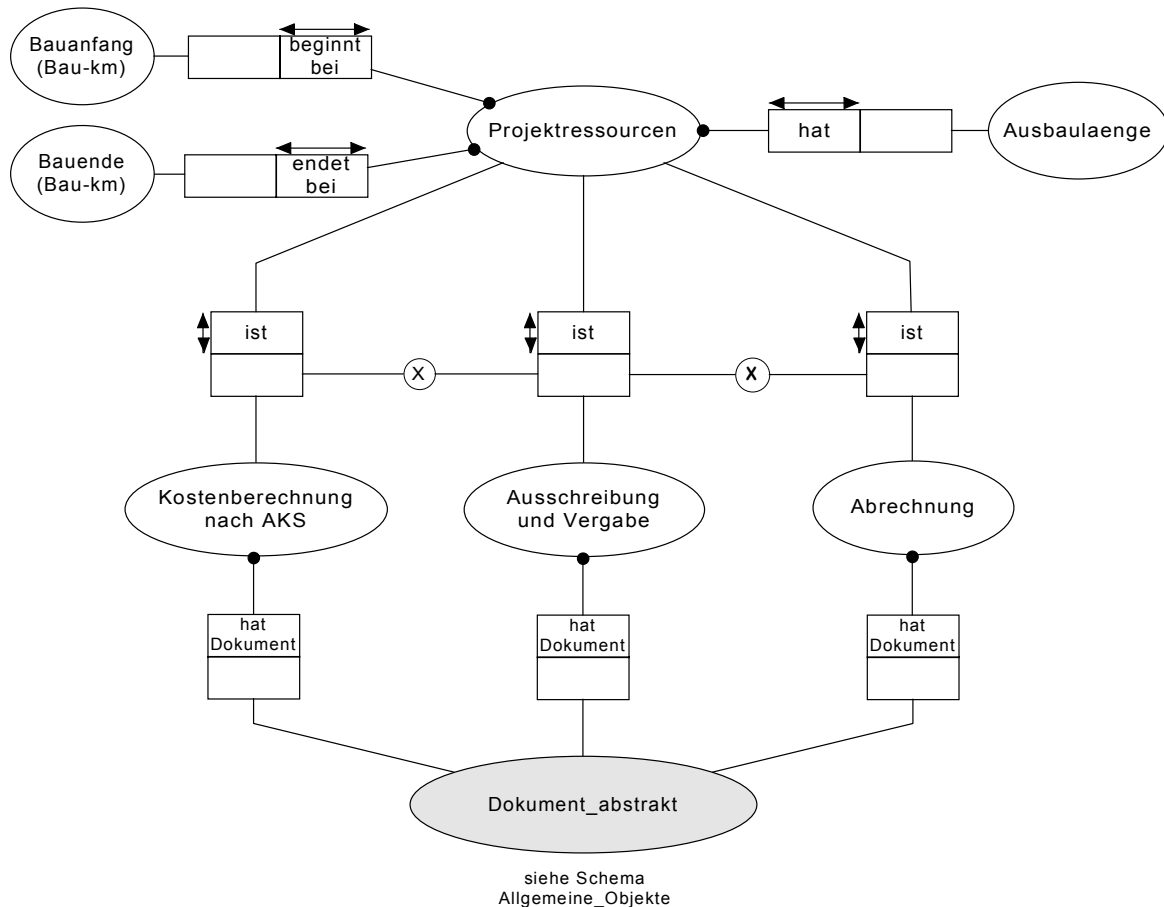 Bauanfang
(Bau-km)
beginnt
bei
Projektressourcen
hat
Ausbaulaenge
Bauende
(Bau-km)
endet
bei
ist
ist
ist
X
X
Kostenberechnung
nach AKS
Ausschreibung
und Vergabe
Abrechnung
hat
Dokument
hat
Dokument
hat
Dokument
Dokument_abstrakt
siehe Schema
Allgemeine_Objekte